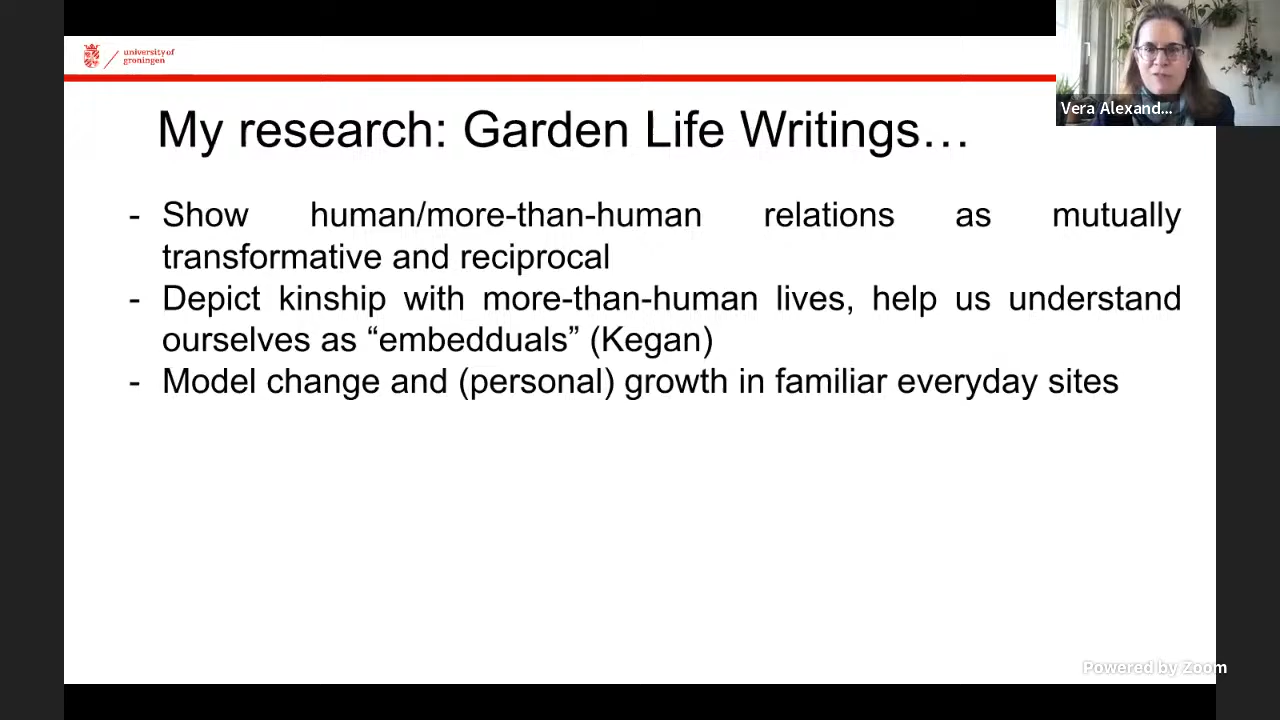 university of
groningen
Vera Alexand...
My research: Garden Life Writings…
- Show human/more-than-human relations as mutually
transformative and reciprocal
- Depict kinship with more-than-human lives, help us understand
ourselves as “embedduals” (Kegan)
- Model change and (personal) growth in familiar everyday sites
Powered by Zoom